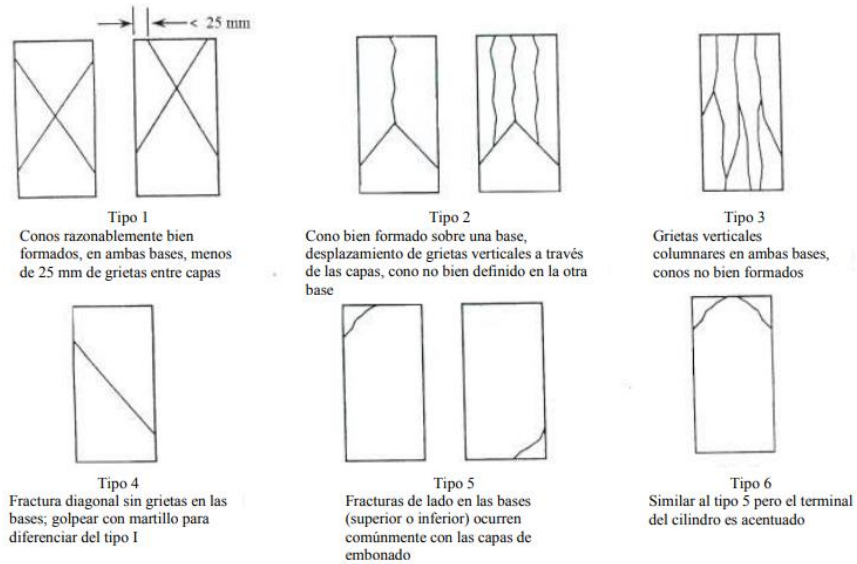 < 25 mm
Tipo 1
Conos razonablemente bien
formados, en ambas bases, menos
de 25 mm de grietas entre capas
Tipo 2
Cono bien formado sobre una base,
desplazamiento de grietas verticales a través
de las capas, cono no bien definido en la otra
base
Tipo 3
Grietas verticales
columnares en ambas bases,
conos no bien formados
Tipo 4
Fractura diagonal sin grietas en las
bases; golpear con martillo para
diferenciar del tipo I
Tipo 5
Fracturas de lado en las bases
(superior o inferior) ocurren
comúnmente con las capas de
embonado
Tipo 6
Similar al tipo 5 pero el terminal
del cilindro es acentuado